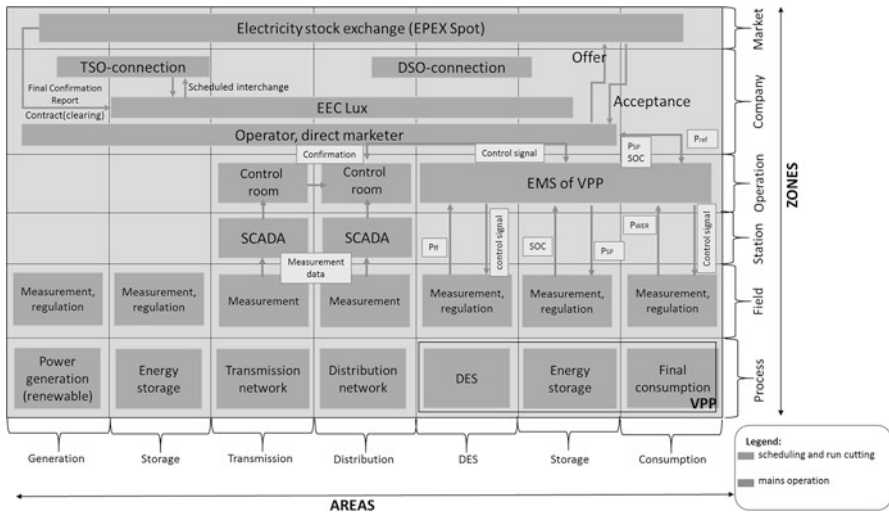 Electricity stock exchange (EPEX Spot)
Market
TSO-connection
DSO-connection
Offer
Final Confirmation
Report
Scheduled interchange
Contract(clearing)
EEC Lux
Acceptance
Company
Operator, direct marketer
Confirmation
Control signal
PSP
SOC
Pref
Control
room
Control
room
EMS of VPP
Operation
SCADA
SCADA
Pff
control signal
SOC
PSP
PWER
Control signal
Station
Measurement
data
Measurement,
regulation
Measurement,
regulation
Measurement
Measurement
Measurement,
regulation
Measurement,
regulation
Measurement,
regulation
Field
Power
generation
(renewable)
Energy
storage
Transmission
network
Distribution
network
DES
Energy
storage
Final
consumption
VPP
Process
ZONES
Generation
Storage
Transmission
Distribution
DES
Storage
Consumption
AREAS
Legend:
scheduling and run cutting
mains operation